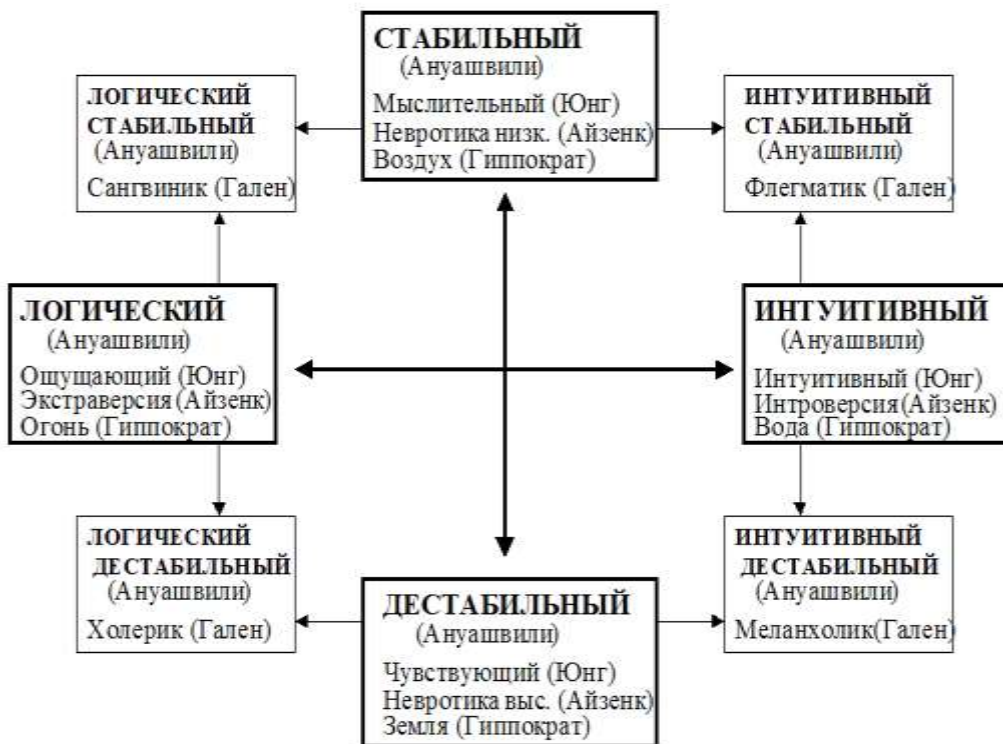 СТАБИЛЬНЫЙ
(Ануашвили)
Мыслительный (Юнг)
Невротика низк. (Айзенк)
Воздух (Гиппократ)
ЛОГИЧЕСКИЙ
СТАБИЛЬНЫЙ
(Ануашвили)
Сангвиник (Гален)
ИНТУИТИВНЫЙ
СТАБИЛЬНЫЙ
(Ануашвили)
Флегматик (Гален)
ЛОГИЧЕСКИЙ
(Ануашвили)
Ощущающий (Юнг)
Экстраверсия (Айзенк)
Огонь (Гиппократ)
ИНТУИТИВНЫЙ
(Ануашвили)
Интуитивный (Юнг)
Интроверсия(Айзенк)
Вода (Гиппократ)
ЛОГИЧЕСКИЙ
ДЕСТАБИЛЬНЫЙ
(Ануашвили)
Холерик (Гален)
ИНТУИТИВНЫЙ
ДЕСТАБИЛЬНЫЙ
(Ануашвили)
Меланхолик(Гален)
ДЕСТАБИЛЬНЫЙ
(Ануашвили)
Чувствующий (Юнг)
Невротика выс. (Айзенк)
Земля (Гиппократ)